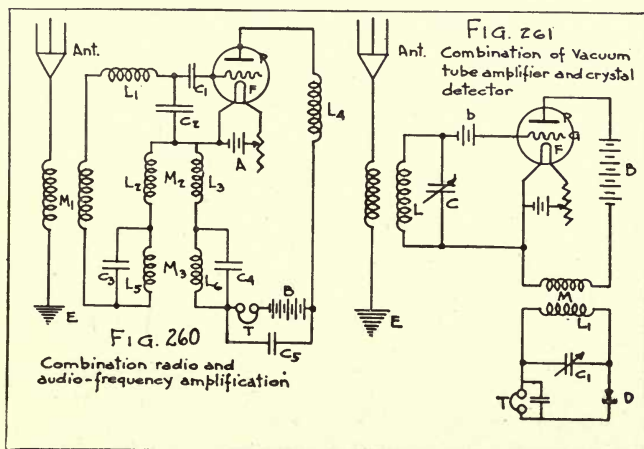 Ant.
L1
C1
P
F
C2
L4
A
M1
L2
M2
L3
C3
L5
M3
L6
C4
B
T
C5
E
FIG. 260
Combination radio and
audio-frequency amplification
FIG. 261
Combination of Vacuum
tube amplifier and crystal
detector
Ant.
b
P
G
F
B
L
C
M
L1
E
C1
T
D